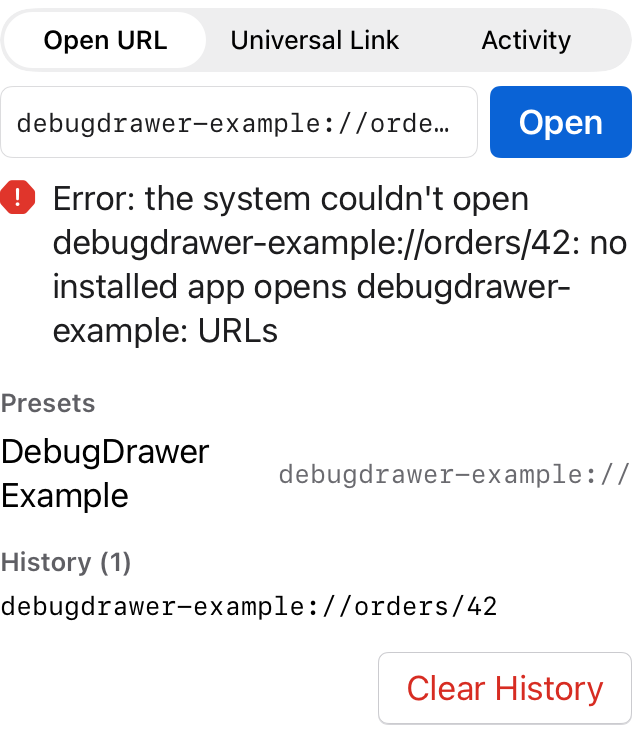 Open URL
Universal Link
Activity
debugdrawer-example://orde…
Open
Error: the system couldn't open
debugdrawer-example://orders/42: no
installed app opens debugdrawer-
example: URLs
Presets
DebugDrawer
Example
debugdrawer-example://
History (1)
debugdrawer-example://orders/42
Clear History